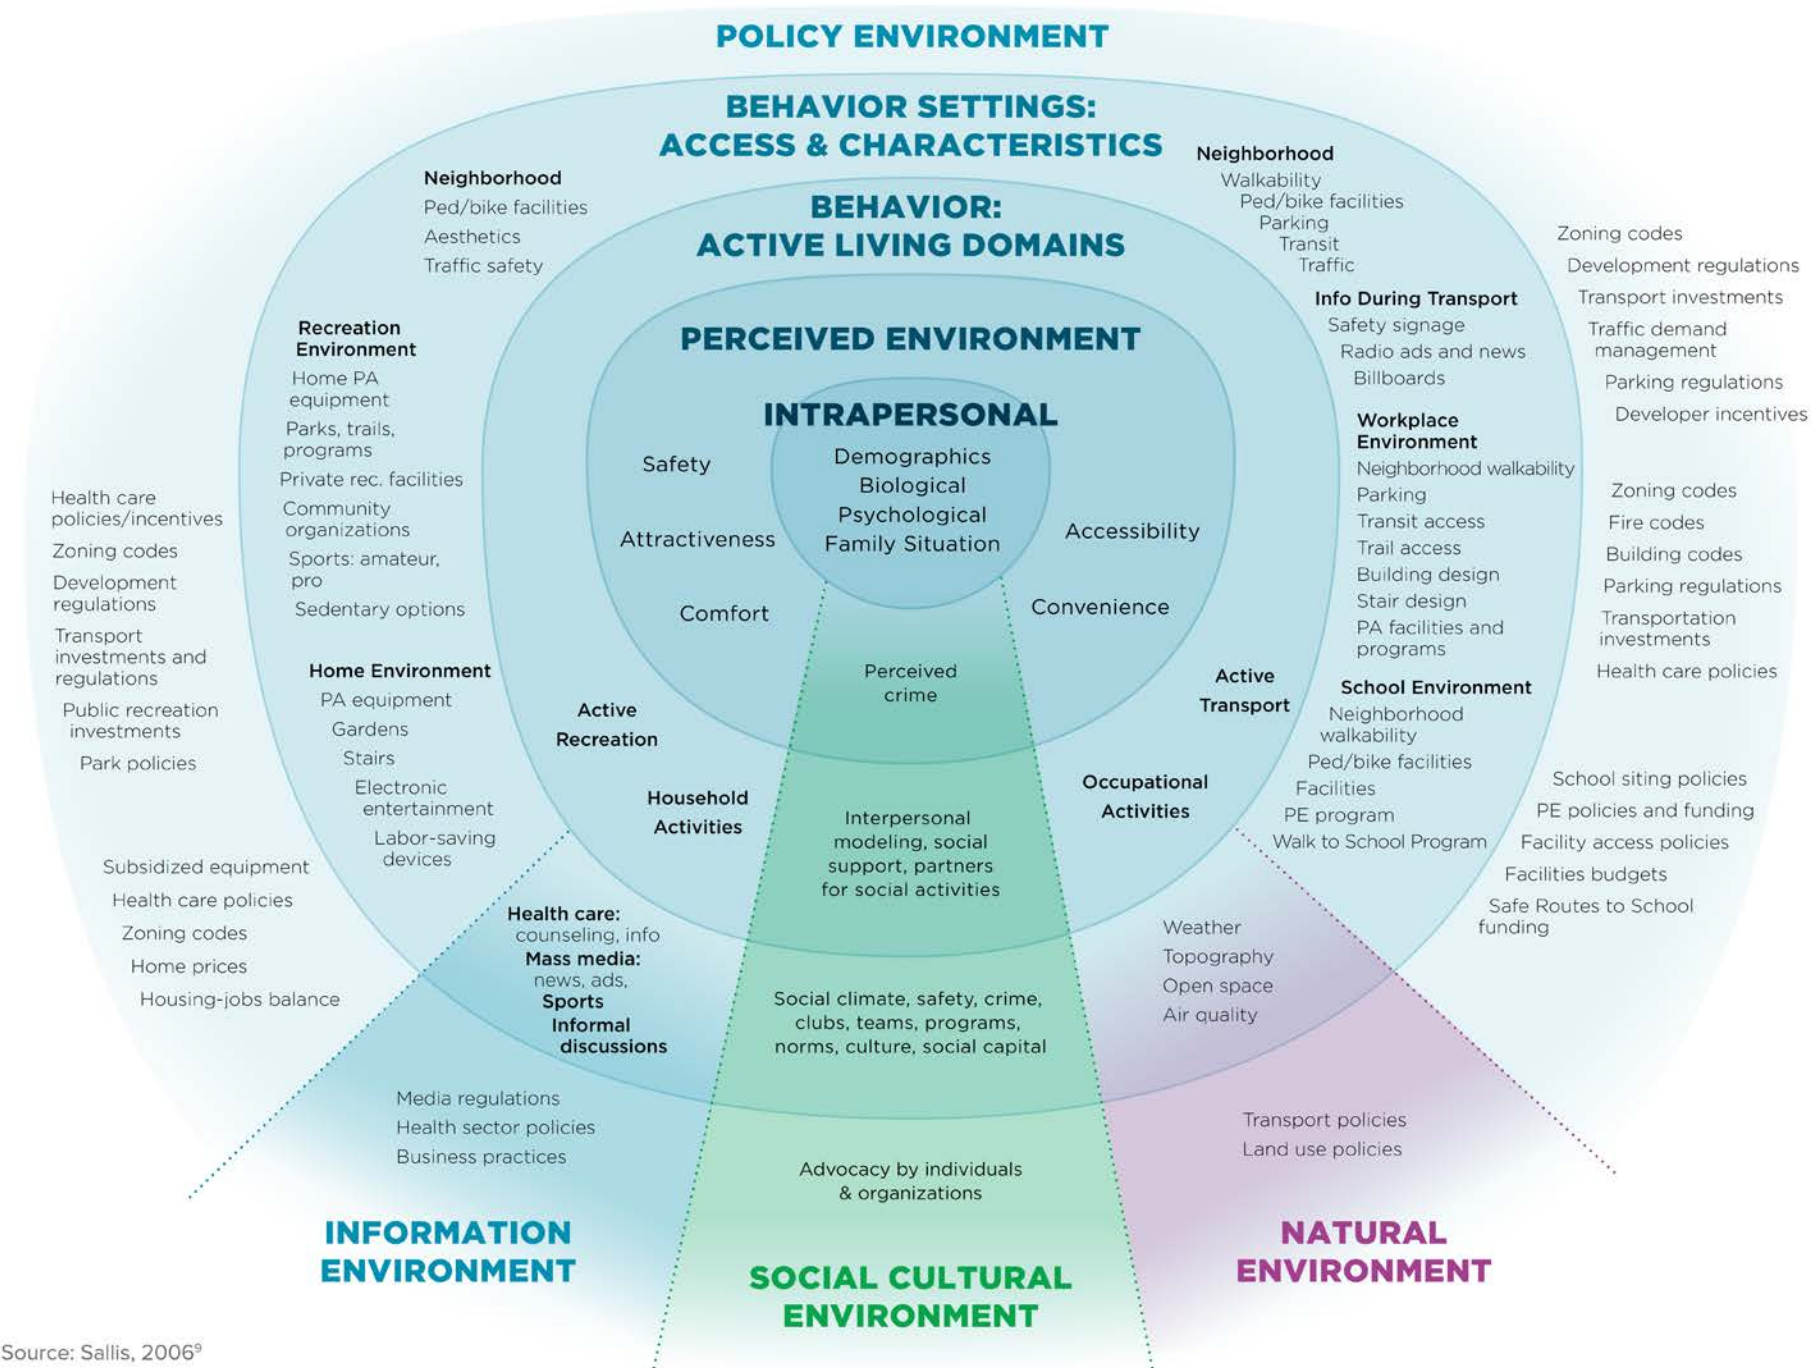 POLICY ENVIRONMENT
BEHAVIOR SETTINGS:
ACCESS & CHARACTERISTICS
BEHAVIOR:
ACTIVE LIVING DOMAINS
PERCEIVED ENVIRONMENT
INTRAPERSONAL
Demographics
Biological
Psychological
Family Situation
Safety
Attractiveness
Comfort
Accessibility
Convenience
Active
Recreation
Household
Activities
Active
Transport
Occupational
Activities
Neighborhood
Ped/bike facilities
Aesthetics
Traffic safety
Recreation
Environment
Home PA
equipment
Parks, trails,
programs
Private rec. facilities
Community
organizations
Sports: amateur,
pro
Sedentary options
Home Environment
PA equipment
Gardens
Stairs
Electronic
entertainment
Labor-saving
devices
Neighborhood
Walkability
Ped/bike facilities
Parking
Transit
Traffic
Info During Transport
Safety signage
Radio ads and news
Billboards
Workplace
Environment
Neighborhood walkability
Parking
Transit access
Trail access
Building design
Stair design
PA facilities and
programs
School Environment
Neighborhood
walkability
Ped/bike facilities
Facilities
PE program
Walk to School Program
Health care
policies/incentives
Zoning codes
Development
regulations
Transport
investments and
regulations
Public recreation
investments
Park policies
Subsidized equipment
Health care policies
Zoning codes
Home prices
Housing-jobs balance
Zoning codes
Development regulations
Transport investments
Traffic demand
management
Parking regulations
Developer incentives
Zoning codes
Fire codes
Building codes
Parking regulations
Transportation
investments
Health care policies
School siting policies
PE policies and funding
Facility access policies
Facilities budgets
Safe Routes to School
funding
Health care:
counseling, info
Mass media:
news, ads,
Sports
Informal
discussions
Media regulations
Health sector policies
Business practices
INFORMATION
ENVIRONMENT
Perceived
crime
Interpersonal
modeling, social
support, partners
for social activities
Social climate, safety, crime,
clubs, teams, programs,
norms, culture, social capital
Advocacy by individuals
& organizations
SOCIAL CULTURAL
ENVIRONMENT
Weather
Topography
Open space
Air quality
Transport policies
Land use policies
NATURAL
ENVIRONMENT
Source: Sallis, 2006⁹